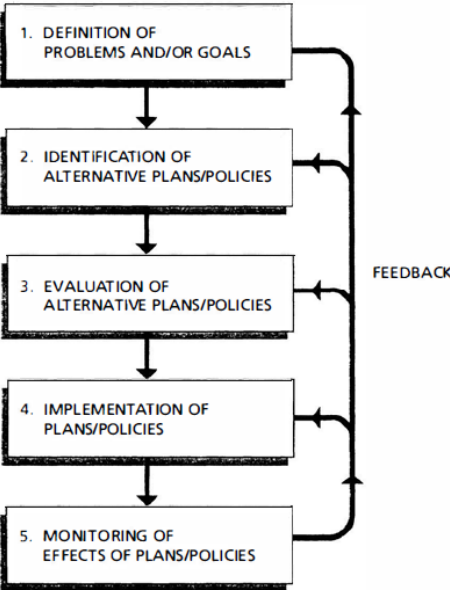 1. DEFINITION OF
PROBLEMS AND/OR GOALS
2. IDENTIFICATION OF
ALTERNATIVE PLANS/POLICIES
FEEDBACK
3. EVALUATION OF
ALTERNATIVE PLANS/POLICIES
4. IMPLEMENTATION OF
PLANS/POLICIES
5. MONITORING OF
EFFECTS OF PLANS/POLICIES